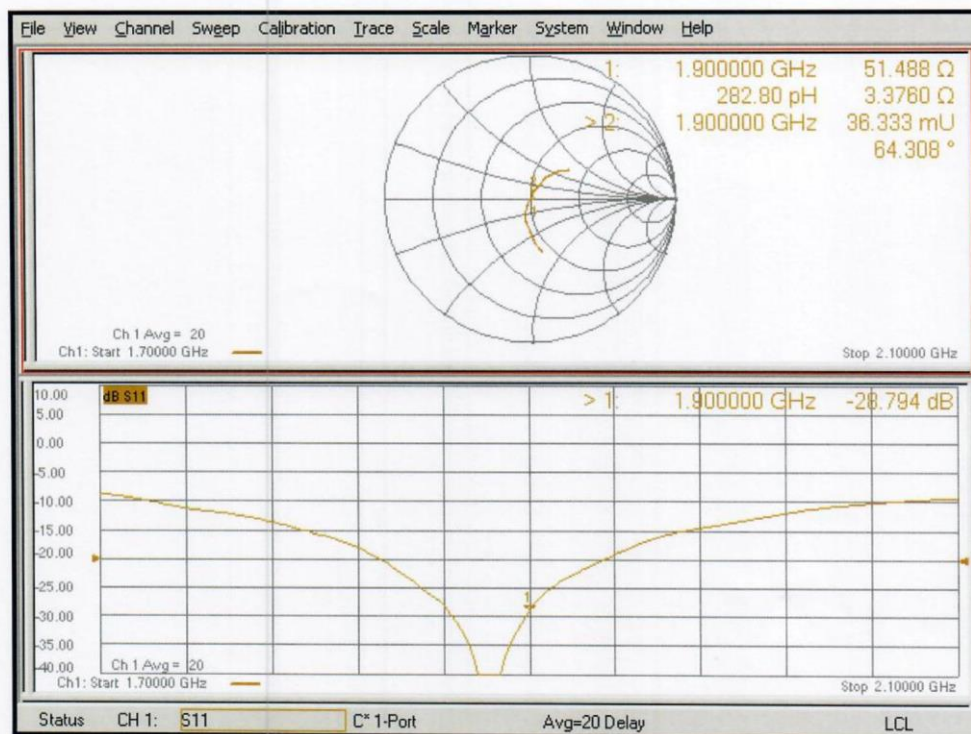 File View Channel Sweep Calibration Trace Scale Marker System Window Help
1: 1.900000 GHz 51.488 Ω
282.80 pH 3.3760 Ω
> 2: 1.900000 GHz 36.333 mU
64.308 °
Ch 1 Avg = 20
Ch1: Start 1.70000 GHz Stop 2.10000 GHz
10.00 dB S11 > 1: 1.900000 GHz -28.794 dB
5.00
0.00
-5.00
-10.00
-15.00
-20.00
-25.00
-30.00
-35.00
-40.00
1
Ch 1 Avg = 20
Ch1: Start 1.70000 GHz Stop 2.10000 GHz
Status CH 1: S11 C* 1-Port Avg=20 Delay LCL